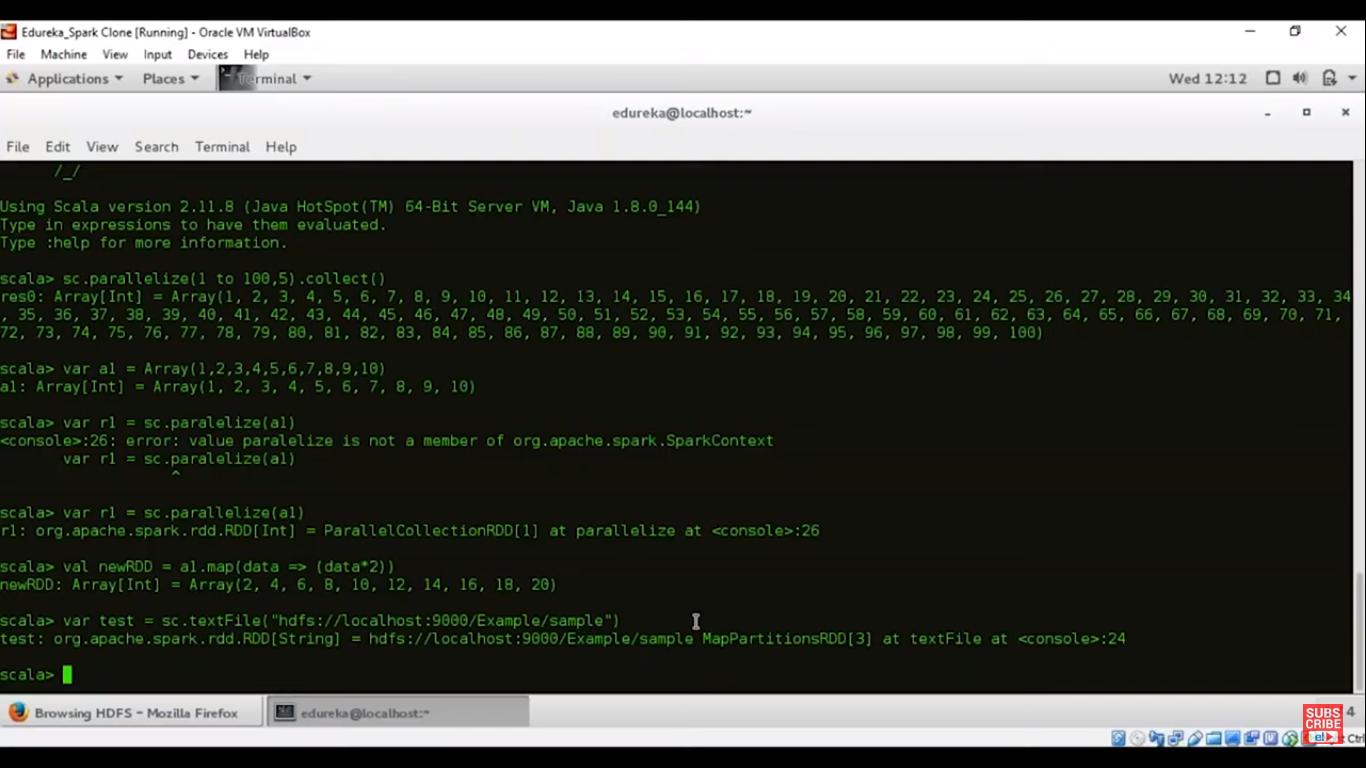 Edureka_Spark Clone [Running] - Oracle VM VirtualBox
File Machine View Input Devices Help
Applications Places Terminal Wed 12:12
edureka@localhost:~
File Edit View Search Terminal Help
/_/
Using Scala version 2.11.8 (Java HotSpot(TM) 64-Bit Server VM, Java 1.8.0_144)
Type in expressions to have them evaluated.
Type :help for more information.
scala> sc.parallelize(1 to 100,5).collect()
res0: Array[Int] = Array(1, 2, 3, 4, 5, 6, 7, 8, 9, 10, 11, 12, 13, 14, 15, 16, 17, 18, 19, 20, 21, 22, 23, 24, 25, 26, 27, 28, 29, 30, 31, 32, 33, 34
, 35, 36, 37, 38, 39, 40, 41, 42, 43, 44, 45, 46, 47, 48, 49, 50, 51, 52, 53, 54, 55, 56, 57, 58, 59, 60, 61, 62, 63, 64, 65, 66, 67, 68, 69, 70, 71,
72, 73, 74, 75, 76, 77, 78, 79, 80, 81, 82, 83, 84, 85, 86, 87, 88, 89, 90, 91, 92, 93, 94, 95, 96, 97, 98, 99, 100)
scala> var a1 = Array(1,2,3,4,5,6,7,8,9,10)
a1: Array[Int] = Array(1, 2, 3, 4, 5, 6, 7, 8, 9, 10)
scala> var r1 = sc.paralelize(a1)
<console>:26: error: value paralelize is not a member of org.apache.spark.SparkContext
var r1 = sc.paralelize(a1)
^
scala> var r1 = sc.parallelize(a1)
r1: org.apache.spark.rdd.RDD[Int] = ParallelCollectionRDD[1] at parallelize at <console>:26
scala> val newRDD = a1.map(data => (data*2))
newRDD: Array[Int] = Array(2, 4, 6, 8, 10, 12, 14, 16, 18, 20)
scala> var test = sc.textFile("hdfs://localhost:9000/Example/sample")
test: org.apache.spark.rdd.RDD[String] = hdfs://localhost:9000/Example/sample MapPartitionsRDD[3] at textFile at <console>:24
scala>
Browsing HDFS - Mozilla Firefox edureka@localhost:~ 4
SUBS
CRIBE
e!
Ctrl